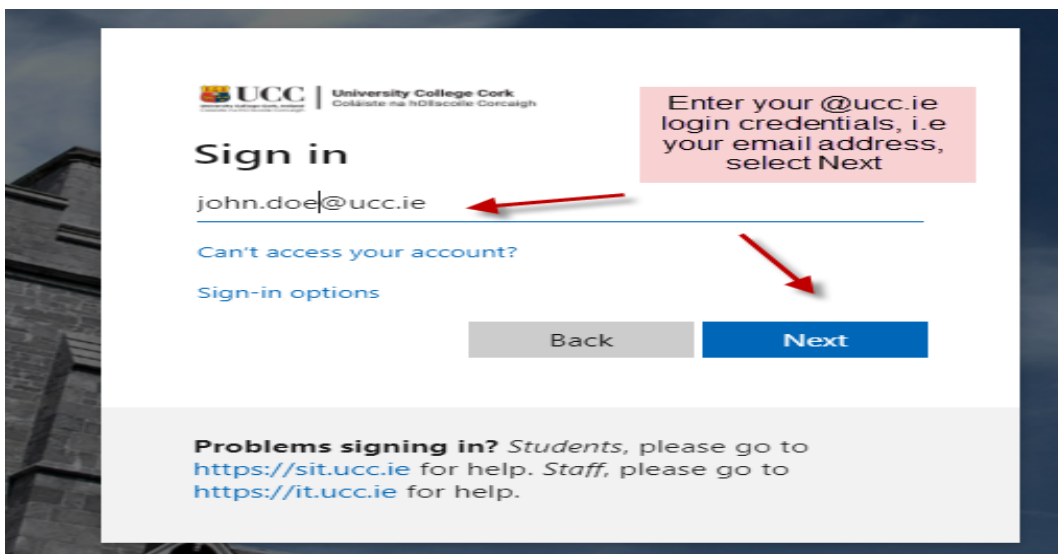 UCC
University College Cork
Coláiste na hOllscoile Corcaigh
Enter your @ucc.ie
login credentials, i.e
your email address,
select Next
Sign in
john.doe@ucc.ie
Can't access your account?
Sign-in options
Back
Next
Problems signing in? Students, please go to
https://sit.ucc.ie for help. Staff, please go to
https://it.ucc.ie for help.